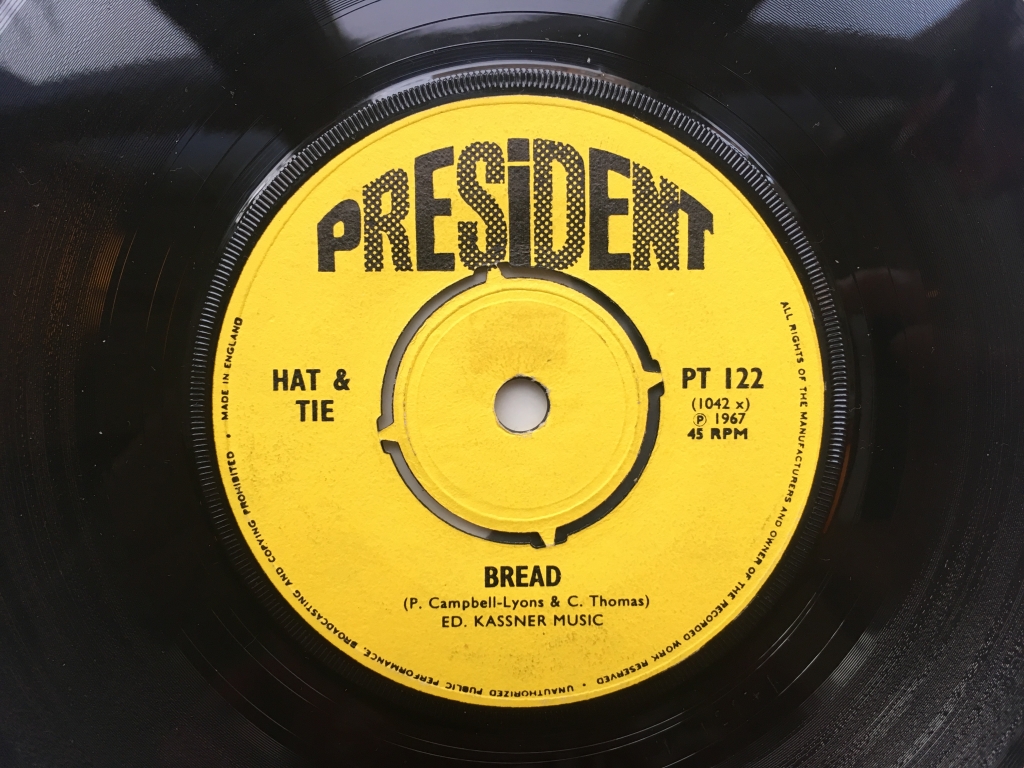 PRESiDENT
HAT &
TIE
PT 122
(1042 x)
℗ 1967
45 RPM
BREAD
(P. Campbell-Lyons & C. Thomas)
ED. KASSNER MUSIC
ALL RIGHTS OF THE MANUFACTURERS AND OWNER OF THE RECORDED WORK RESERVED • UNAUTHORIZED PUBLIC PERFORMANCE, BROADCASTING AND COPYING PROHIBITED • MADE IN ENGLAND